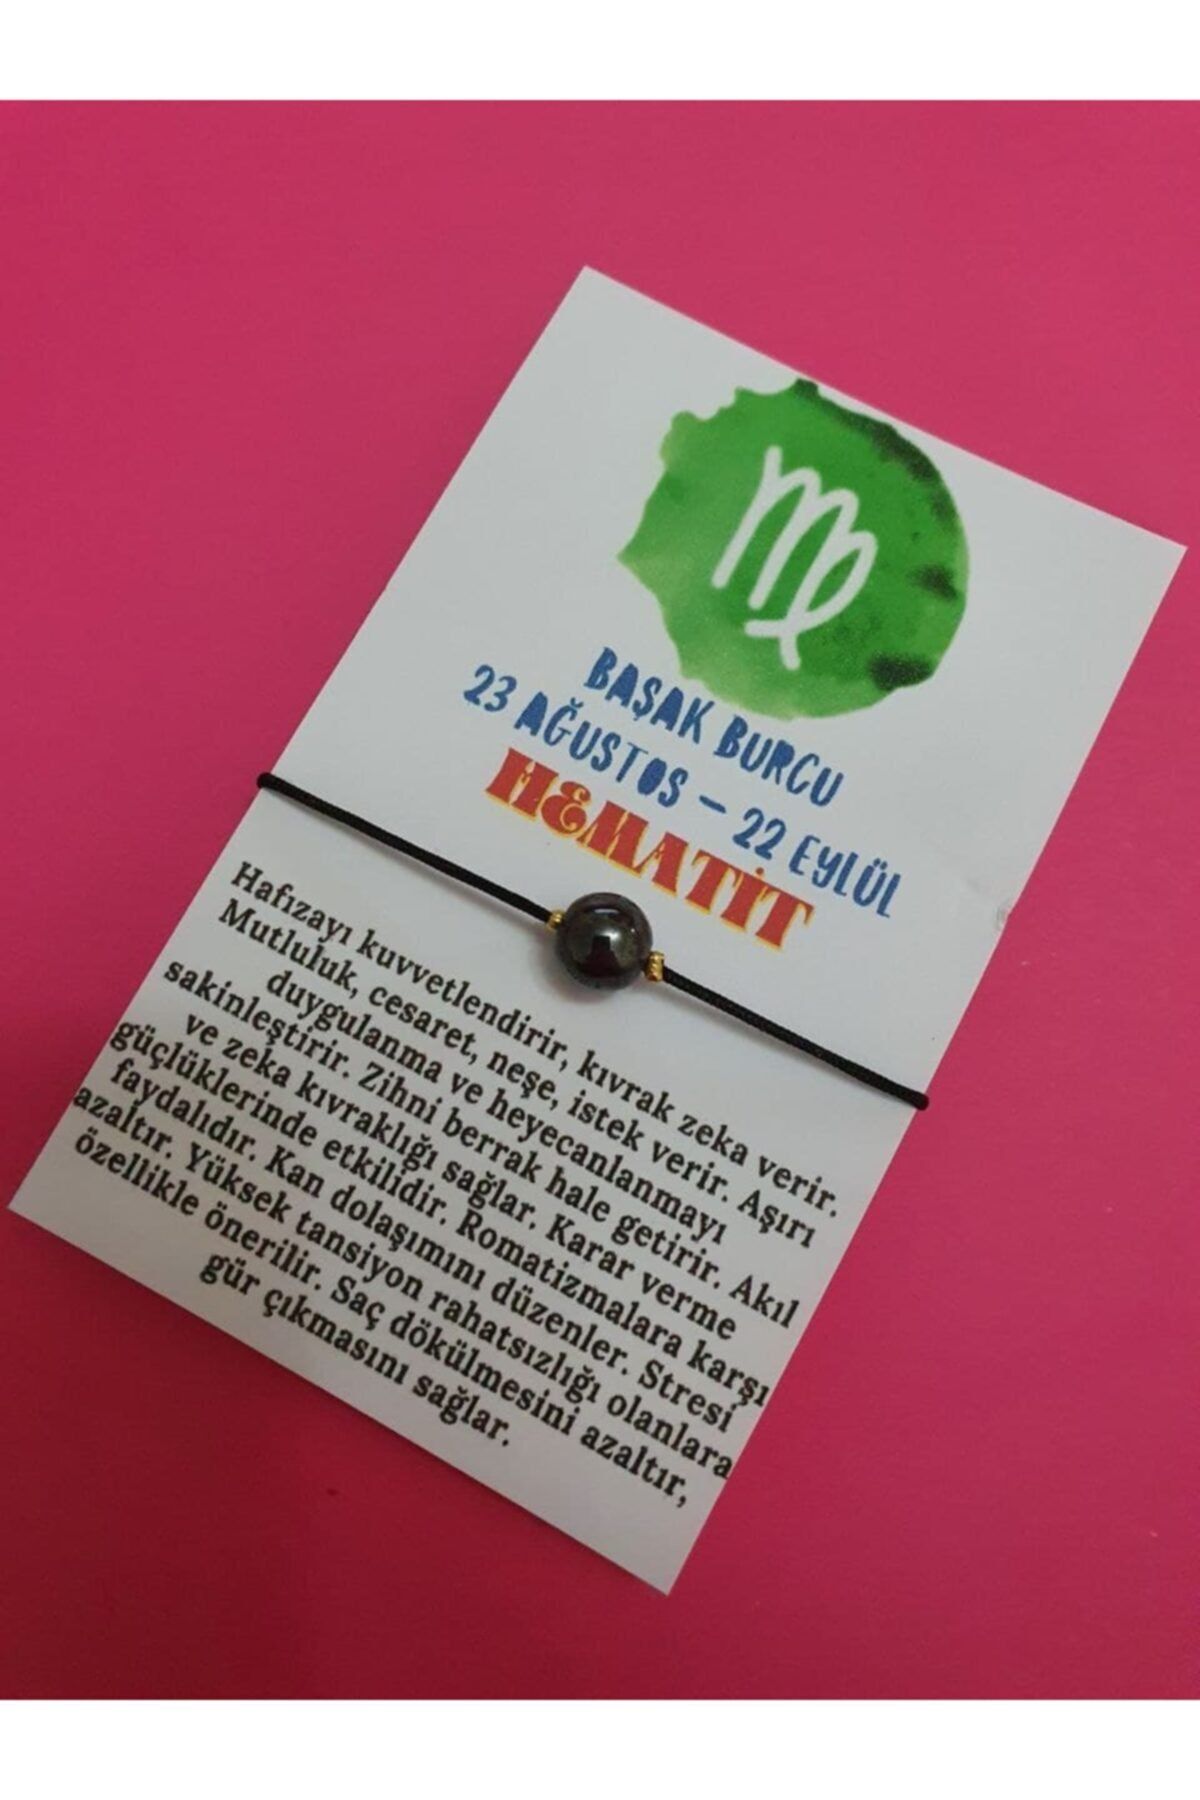 BAŞAK BURCU
23 AĞUSTOS – 22 EYLÜL
HEMATİT
Hafızayı kuvvetlendirir, kıvrak zeka verir.
Mutluluk, cesaret, neşe, istek verir. Aşırı
duygulanma ve heyecanlanmayı
sakinleştirir. Zihni berrak hale getirir. Akıl
ve zeka kıvraklığı sağlar. Karar verme
güçlüklerinde etkilidir. Romatizmalara karşı
faydalıdır. Kan dolaşımını düzenler. Stresi
azaltır. Yüksek tansiyon rahatsızlığı olanlara
özellikle önerilir. Saç dökülmesini azaltır,
gür çıkmasını sağlar.